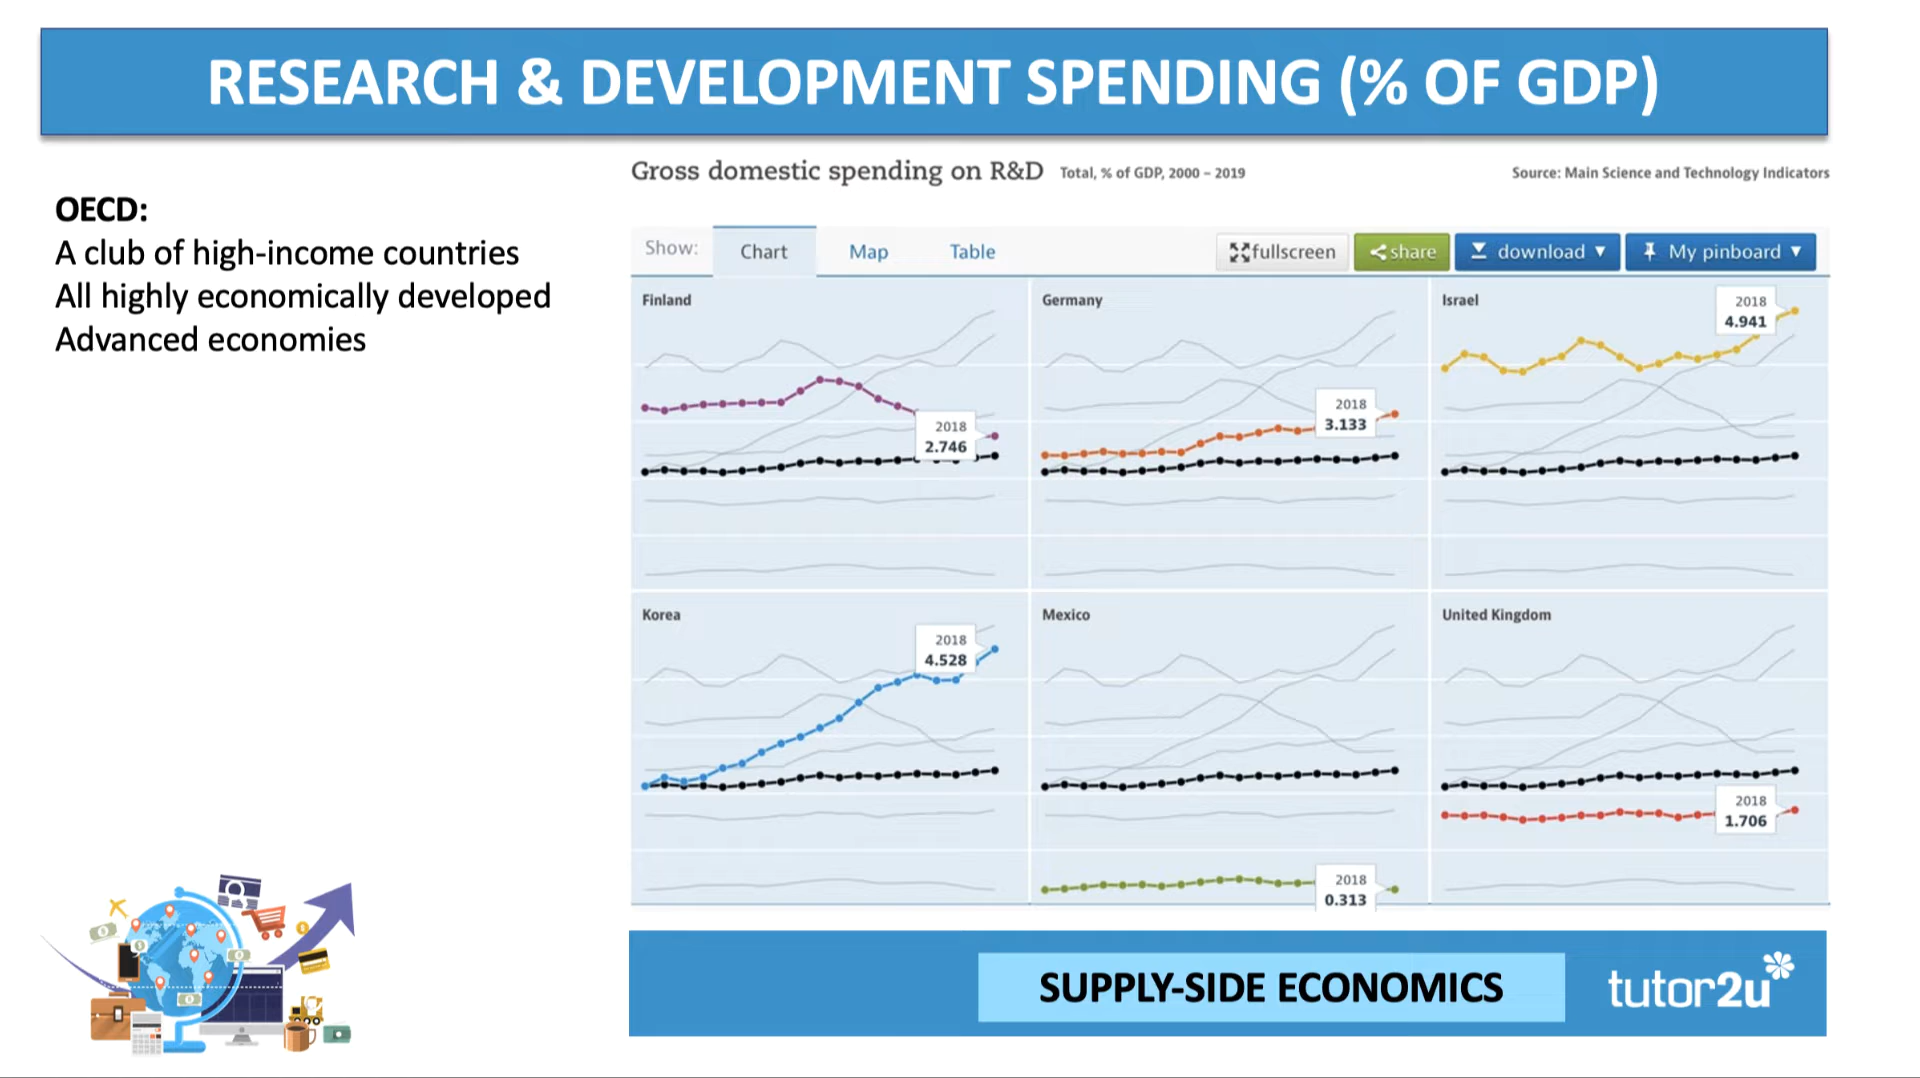 RESEARCH & DEVELOPMENT SPENDING (% OF GDP)
OECD:
A club of high-income countries
All highly economically developed
Advanced economies
Gross domestic spending on R&D Total, % of GDP, 2000 – 2019 Source: Main Science and Technology Indicators
Show: Chart Map Table fullscreen share download ▼ My pinboard ▼
Finland
2018
2.746
Germany
2018
3.133
Israel
2018
4.941
Korea
2018
4.528
Mexico
2018
0.313
United Kingdom
2018
1.706
SUPPLY-SIDE ECONOMICS
tutor2u